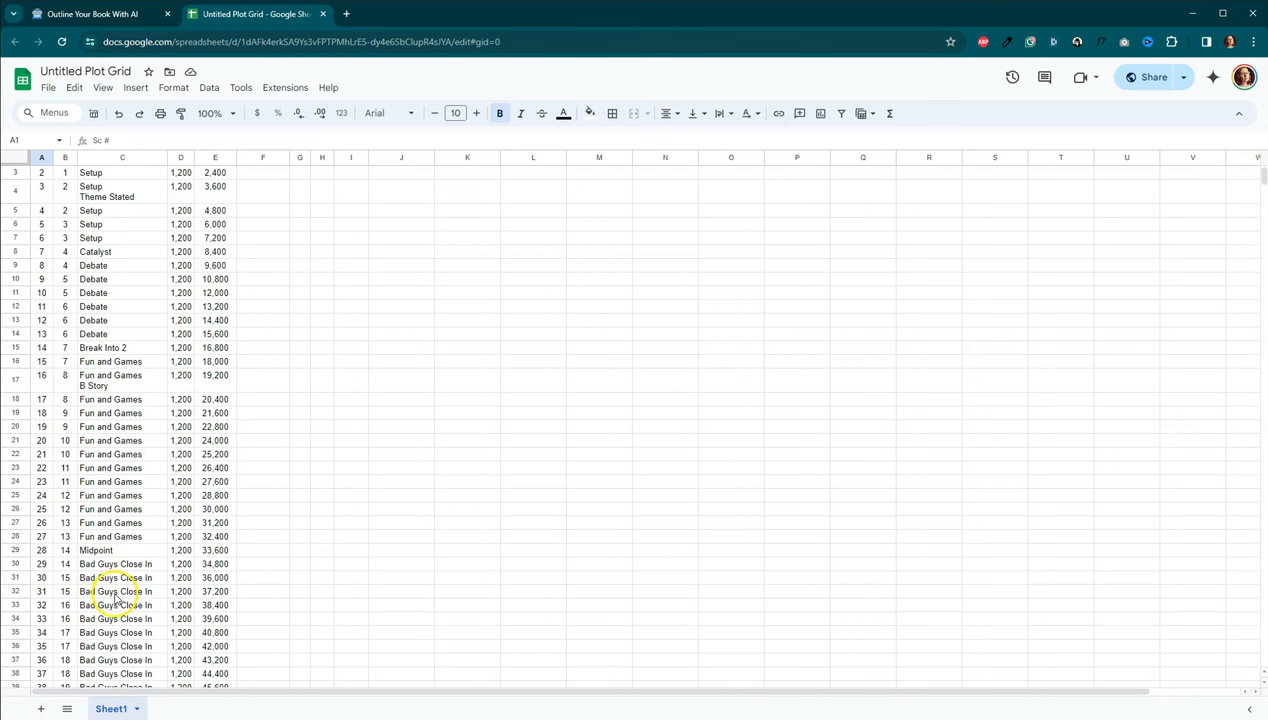 Outline Your Book With AI
Untitled Plot Grid - Google She
docs.google.com/spreadsheets/d/1dAFk4erkSA9Ys3vFPTPMhLrE5-dy4e6SbClupR4sJYA/edit#gid=0
Untitled Plot Grid
File Edit View Insert Format Data Tools Extensions Help
Share
Menus 100% $ % .0 .00 123 Arial 10 B I A
A1 Sc #
A B C D E F G H I J K L M N O P Q R S T U V W
3 2 1 Setup 1,200 2,400
4 3 2 Setup 1,200 3,600
Theme Stated
5 4 2 Setup 1,200 4,800
6 5 3 Setup 1,200 6,000
7 6 3 Setup 1,200 7,200
8 7 4 Catalyst 1,200 8,400
9 8 4 Debate 1,200 9,600
10 9 5 Debate 1,200 10,800
11 10 5 Debate 1,200 12,000
12 11 6 Debate 1,200 13,200
13 12 6 Debate 1,200 14,400
14 13 6 Debate 1,200 15,600
15 14 7 Break Into 2 1,200 16,800
16 15 7 Fun and Games 1,200 18,000
17 16 8 Fun and Games 1,200 19,200
B Story
18 17 8 Fun and Games 1,200 20,400
19 18 9 Fun and Games 1,200 21,600
20 19 9 Fun and Games 1,200 22,800
21 20 10 Fun and Games 1,200 24,000
22 21 10 Fun and Games 1,200 25,200
23 22 11 Fun and Games 1,200 26,400
24 23 11 Fun and Games 1,200 27,600
25 24 12 Fun and Games 1,200 28,800
26 25 12 Fun and Games 1,200 30,000
27 26 13 Fun and Games 1,200 31,200
28 27 13 Fun and Games 1,200 32,400
29 28 14 Midpoint 1,200 33,600
30 29 14 Bad Guys Close In 1,200 34,800
31 30 15 Bad Guys Close In 1,200 36,000
32 31 15 Bad Guys Close In 1,200 37,200
33 32 16 Bad Guys Close In 1,200 38,400
34 33 16 Bad Guys Close In 1,200 39,600
35 34 17 Bad Guys Close In 1,200 40,800
36 35 17 Bad Guys Close In 1,200 42,000
37 36 18 Bad Guys Close In 1,200 43,200
38 37 18 Bad Guys Close In 1,200 44,400
39 38 19 Bad Guys Close In 1,200 45,600
Sheet1